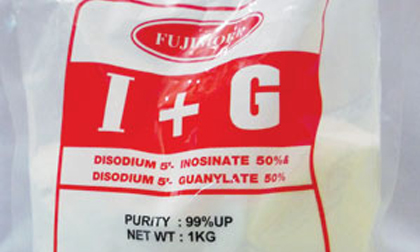 I + G
DISODIUM 5'- INOSINATE 50%&
DISODIUM 5'- GUANYLATE 50%
PURITY : 99%UP
NET WT : 1KG